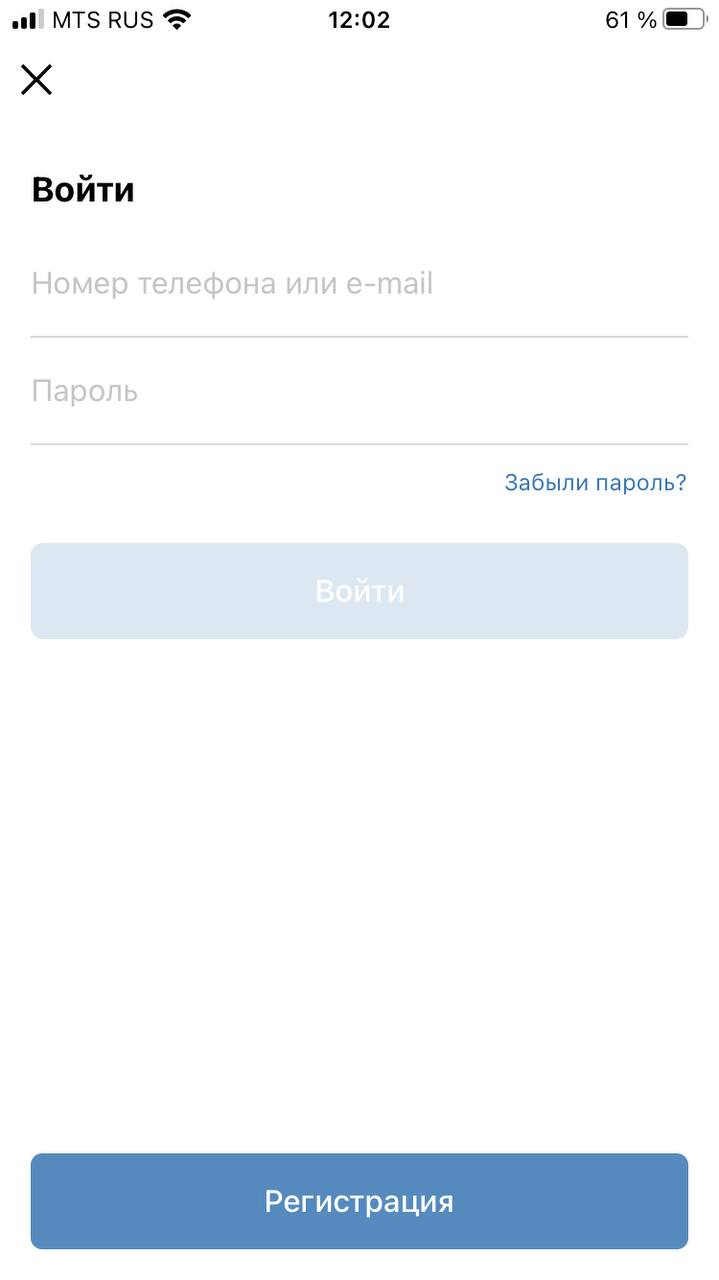 MTS RUS 12:02 61 %
Войти
Номер телефона или e-mail
Пароль
Забыли пароль?
Войти
Регистрация